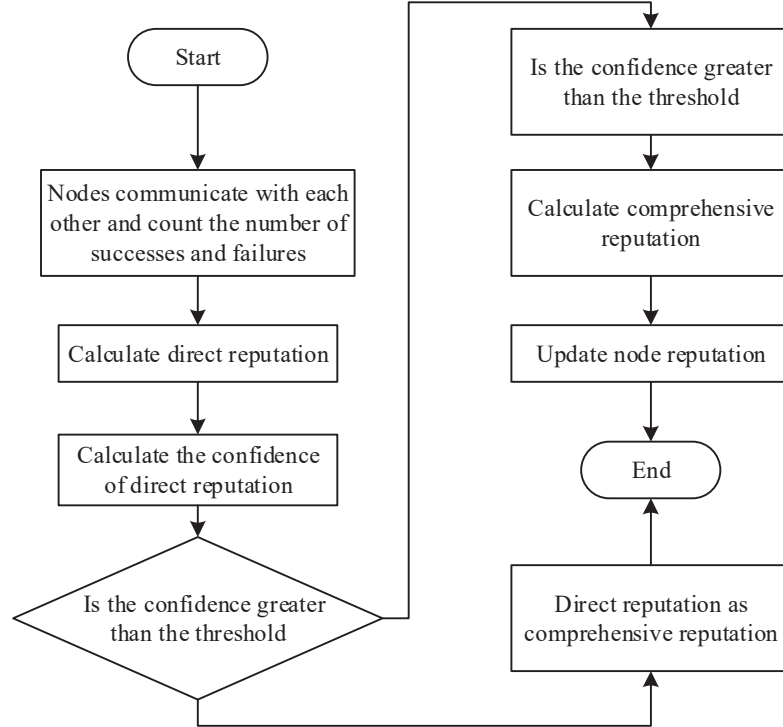 Start
Nodes communicate with each
other and count the number of
successes and failures
Calculate direct reputation
Calculate the confidence
of direct reputation
Is the confidence greater
than the threshold
Is the confidence greater
than the threshold
Calculate comprehensive
reputation
Update node reputation
End
Direct reputation as
comprehensive reputation